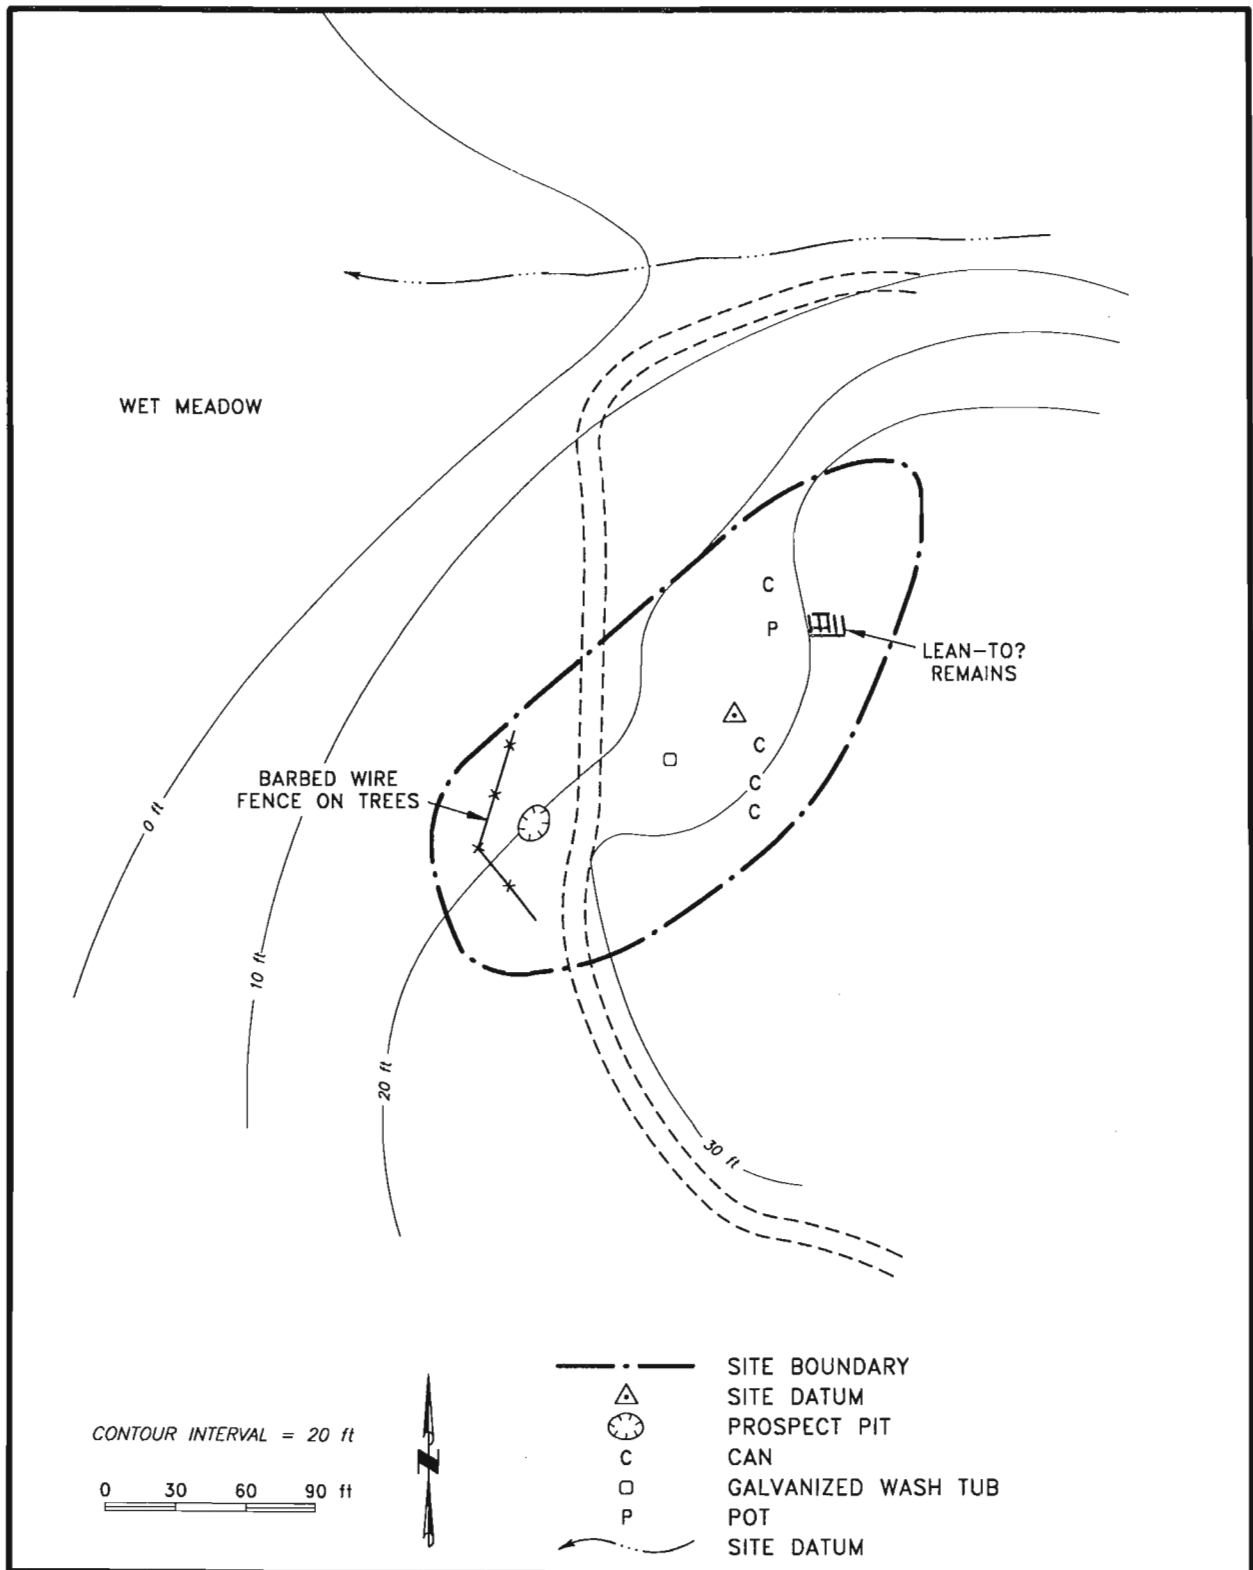 WET MEADOW
C
P
LEAN-TO?
REMAINS
C
BARBED WIRE
FENCE ON TREES
C
C
0 ft
10 ft
20 ft
30 ft
SITE BOUNDARY
SITE DATUM
PROSPECT PIT
C CAN
GALVANIZED WASH TUB
P POT
SITE DATUM
CONTOUR INTERVAL = 20 ft
0 30 60 90 ft
N